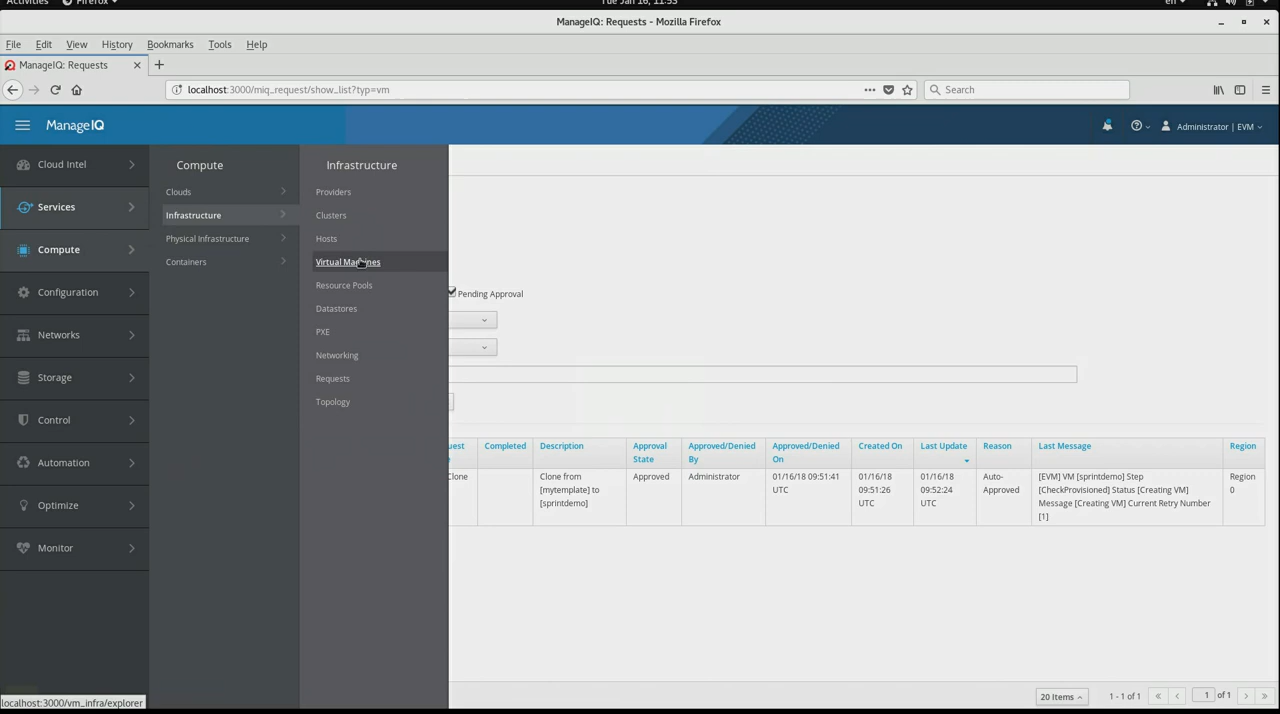 Activities
Firefox
Tue Jan 16, 11:53
en
ManageIQ: Requests - Mozilla Firefox
File Edit View History Bookmarks Tools Help
ManageIQ: Requests
localhost:3000/miq_request/show_list?typ=vm
Search
ManageIQ
Administrator | EVM
Cloud Intel
Services
Compute
Configuration
Networks
Storage
Control
Automation
Optimize
Monitor
Compute
Clouds
Infrastructure
Physical Infrastructure
Containers
Infrastructure
Providers
Clusters
Hosts
Virtual Machines
Resource Pools
Datastores
PXE
Networking
Requests
Topology
Pending Approval
Completed
Description
Approval
State
Approved/Denied
By
Approved/Denied
On
Created On
Last Update
Reason
Last Message
Region
Clone
Clone from
[mytemplate] to
[sprintdemo]
Approved
Administrator
01/16/18 09:51:41
UTC
01/16/18
09:51:26
UTC
01/16/18
09:52:24
UTC
Auto-
Approved
[EVM] VM [sprintdemo] Step
[CheckProvisioned] Status [Creating VM]
Message [Creating VM] Current Retry Number
[1]
Region
0
20 Items
1 - 1 of 1
1 of 1
localhost:3000/vm_infra/explorer